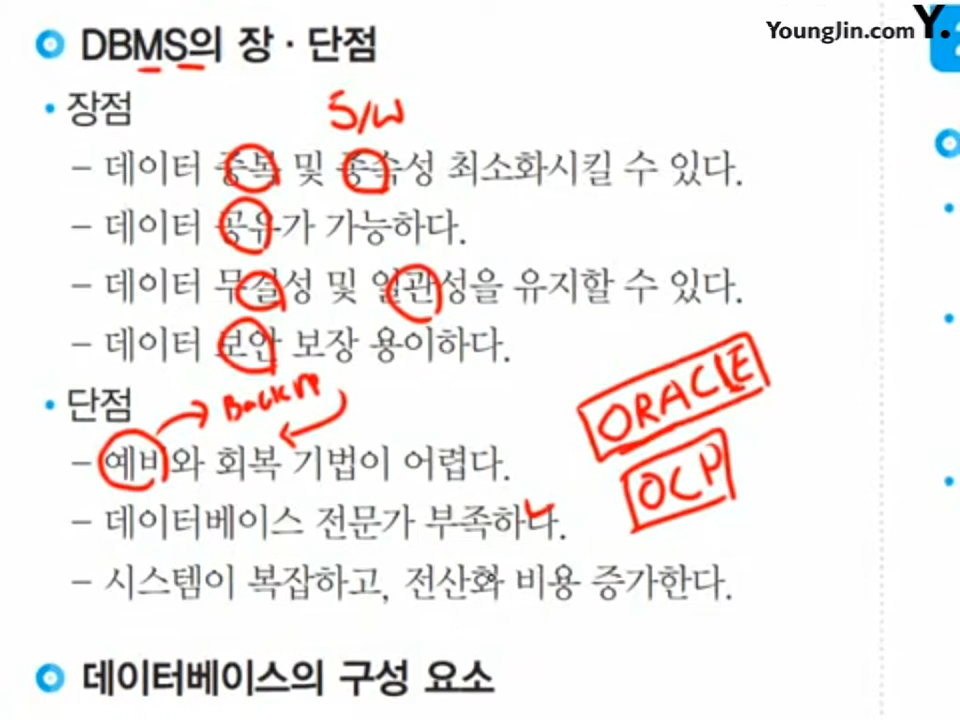 YoungJin.com Y.
DBMS의 장 · 단점
• 장점
S/W
– 데이터 중복 및 종속성 최소화시킬 수 있다.
– 데이터 공유가 가능하다.
– 데이터 무결성 및 일관성을 유지할 수 있다.
– 데이터 보안 보장 용이하다.
• 단점
Backup
ORACLE
– 예비와 회복 기법이 어렵다.
OCP
– 데이터베이스 전문가 부족하다.
– 시스템이 복잡하고, 전산화 비용 증가한다.
데이터베이스의 구성 요소